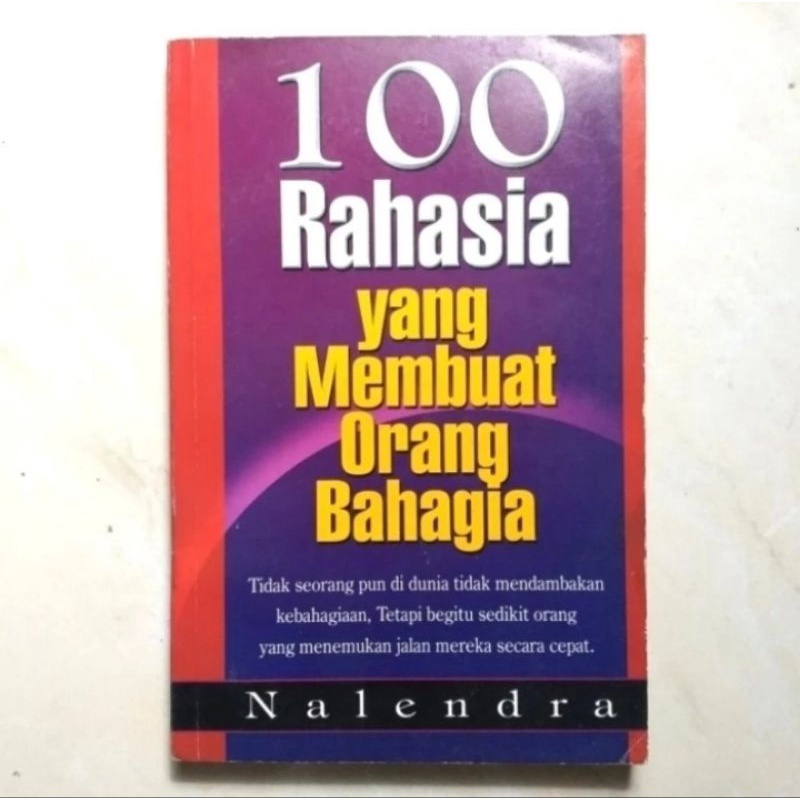 100
Rahasia
yang
Membuat
Orang
Bahagia
Tidak seorang pun di dunia tidak mendambakan
kebahagiaan, Tetapi begitu sedikit orang
yang menemukan jalan mereka secara cepat.
Nalendra